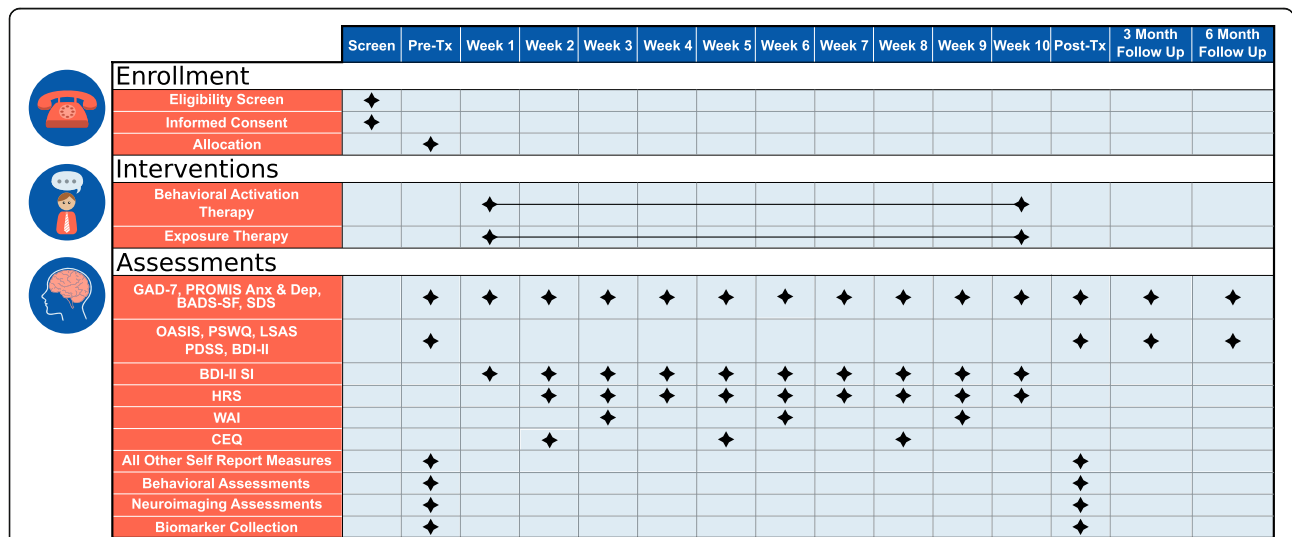 Screen Pre-Tx Week 1 Week 2 Week 3 Week 4 Week 5 Week 6 Week 7 Week 8 Week 9 Week 10 Post-Tx 3 Month Follow Up 6 Month Follow Up
Enrollment
Eligibility Screen
Informed Consent
Allocation
Interventions
Behavioral Activation
Therapy
Exposure Therapy
Assessments
GAD-7, PROMIS Anx & Dep,
BADS-SF, SDS
OASIS, PSWQ, LSAS
PDSS, BDI-II
BDI-II SI
HRS
WAI
CEQ
All Other Self Report Measures
Behavioral Assessments
Neuroimaging Assessments
Biomarker Collection